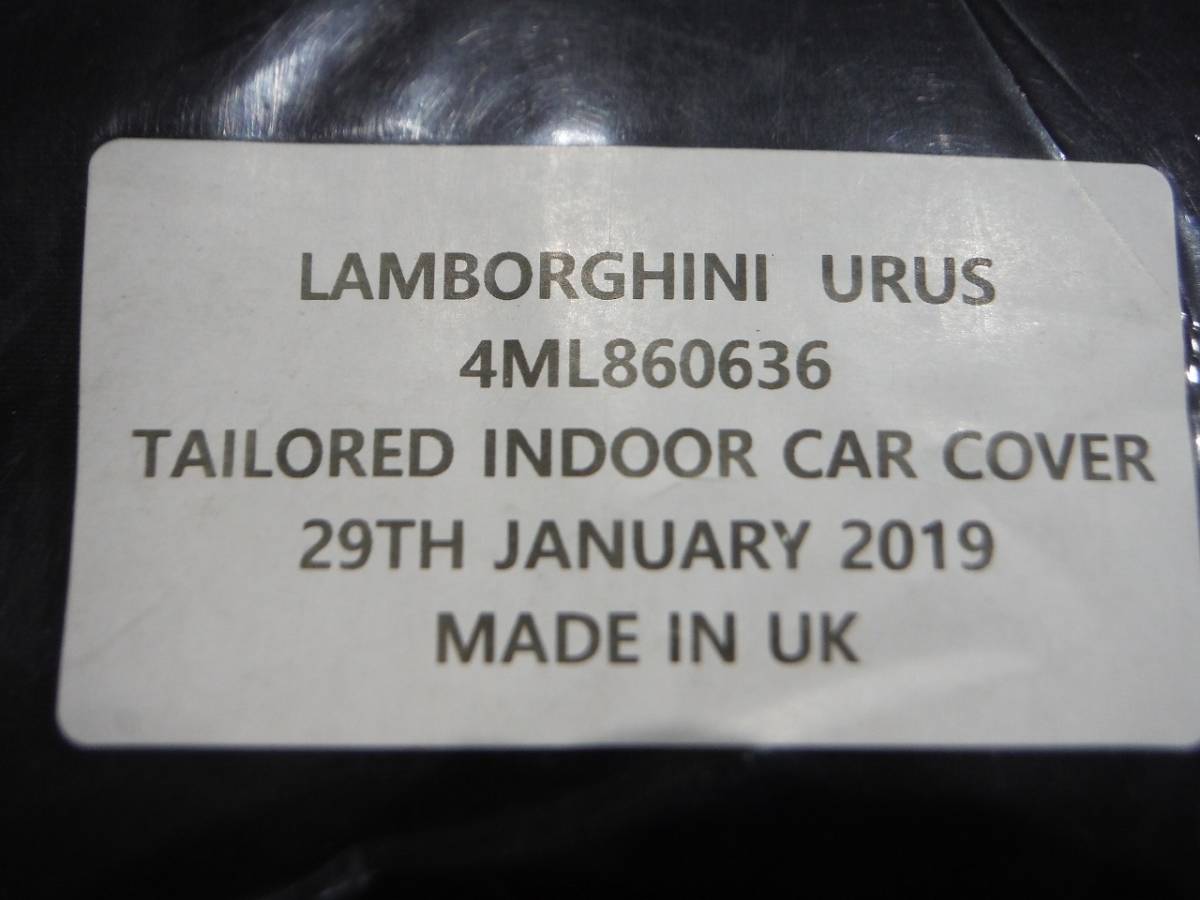 LAMBORGHINI URUS
4ML860636
TAILORED INDOOR CAR COVER
29TH JANUARY 2019
MADE IN UK